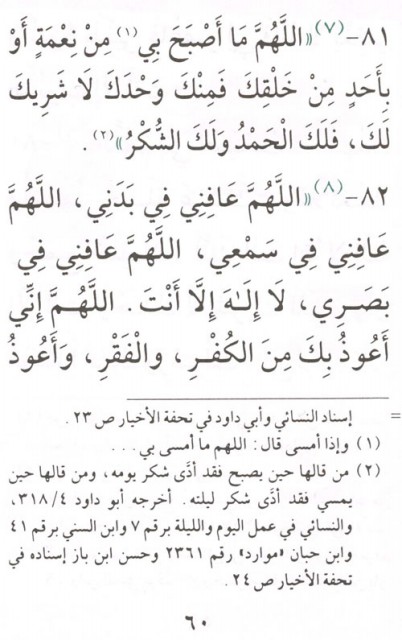 ٨١-(٧)«اللَّهُمَّ مَا أَصْبَحَ بِي(١) مِنْ نِعْمَةٍ أَوْ
بِأَحَدٍ مِنْ خَلْقِكَ فَمِنْكَ وَحْدَكَ لَا شَرِيكَ
لَكَ، فَلَكَ الْحَمْدُ وَلَكَ الشُّكْرُ»(٢).
٨٢-(٨)«اللَّهُمَّ عَافِنِي فِي بَدَنِي، اللَّهُمَّ
عَافِنِي فِي سَمْعِي، اللَّهُمَّ عَافِنِي فِي
بَصَرِي، لَا إِلَهَ إِلَّا أَنْتَ. اللَّهُمَّ إِنِّي
أَعُوذُ بِكَ مِنَ الكُفْرِ، والْفَقْرِ، وَأَعُوذُ
= إسناد النسائي وأبي داود في تحفة الأخيار ص ٢٣.
(١) وإذا أمسى قال: اللهم ما أمسى بي...
(٢) من قالها حين يصبح فقد أدَّى شكر يومه، ومن قالها حين
يمسي فقد أدَّى شكر ليلته. أخرجه أبو داود ٣١٨/٤،
والنسائي في عمل اليوم والليلة برقم ٧ وابن السني برقم ٤١
وابن حبان «موارد» رقم ٢٣٦١ وحسن ابن باز إسناده في
تحفة الأخيار ص ٢٤.
٦٠